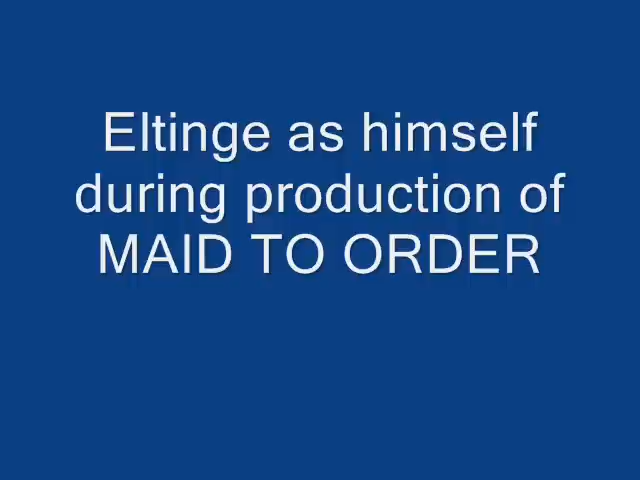 Eltinge as himself
during production of
MAID TO ORDER